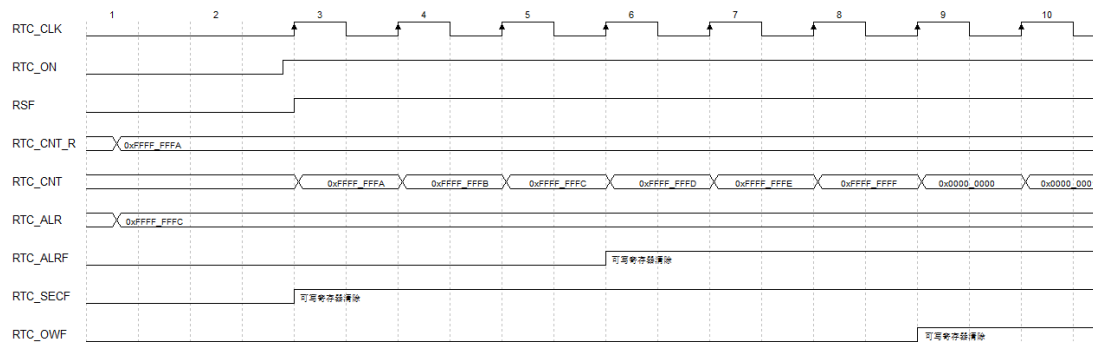 1 2 3 4 5 6 7 8 9 10
RTC_CLK
RTC_ON
RSF
RTC_CNT_R 0xFFFF_FFFA
RTC_CNT 0xFFFF_FFFA 0xFFFF_FFFB 0xFFFF_FFFC 0xFFFF_FFFD 0xFFFF_FFFE 0xFFFF_FFFF 0x0000_0000 0x0000_000
RTC_ALR 0xFFFF_FFFC
RTC_ALRF 可写寄存器清除
RTC_SECF 可写寄存器清除
RTC_OWF 可写寄存器清除